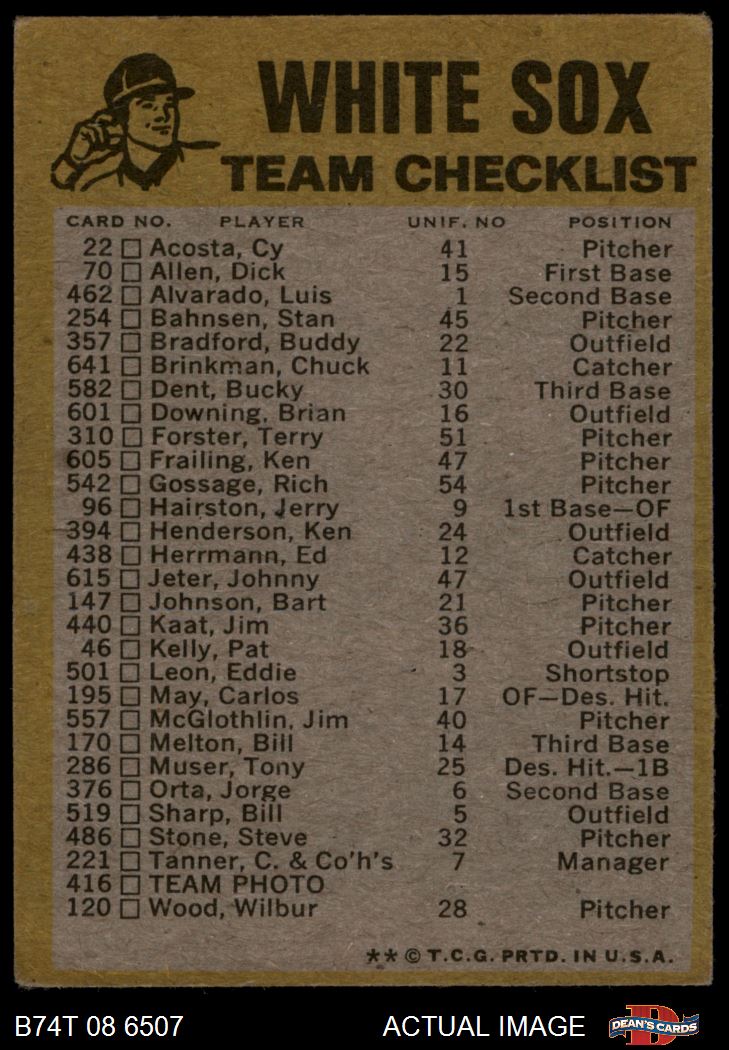 WHITE SOX
TEAM CHECKLIST
CARD NO. PLAYER UNIF. NO POSITION
22 Acosta, Cy 41 Pitcher
70 Allen, Dick 15 First Base
462 Alvarado, Luis 1 Second Base
254 Bahnsen, Stan 45 Pitcher
357 Bradford, Buddy 22 Outfield
641 Brinkman, Chuck 11 Catcher
582 Dent, Bucky 30 Third Base
601 Downing, Brian 16 Outfield
310 Forster, Terry 51 Pitcher
605 Frailing, Ken 47 Pitcher
542 Gossage, Rich 54 Pitcher
96 Hairston, Jerry 9 1st Base—OF
394 Henderson, Ken 24 Outfield
438 Herrmann, Ed 12 Catcher
615 Jeter, Johnny 47 Outfield
147 Johnson, Bart 21 Pitcher
440 Kaat, Jim 36 Pitcher
46 Kelly, Pat 18 Outfield
501 Leon, Eddie 3 Shortstop
195 May, Carlos 17 OF—Des. Hit.
557 McGlothlin, Jim 40 Pitcher
170 Melton, Bill 14 Third Base
286 Muser, Tony 25 Des. Hit.—1B
376 Orta, Jorge 6 Second Base
519 Sharp, Bill 5 Outfield
486 Stone, Steve 32 Pitcher
221 Tanner, C. & Co'h's 7 Manager
416 TEAM PHOTO
120 Wood, Wilbur 28 Pitcher
** © T.C.G. PRTD. IN U.S.A.
B74T 08 6507 ACTUAL IMAGE DEAN'S CARDS